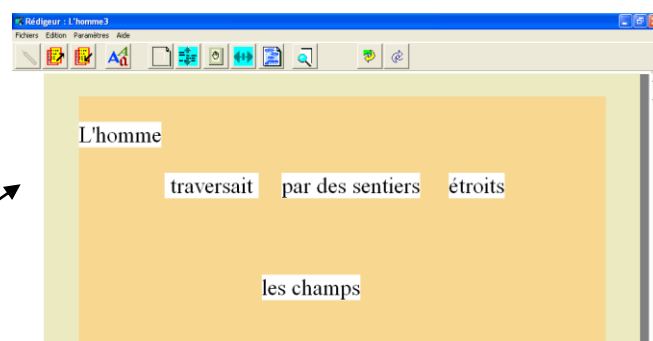 Rédigeur : L'homme3
Fichiers Edition Paramètres Aide
L'homme
traversait par des sentiers étroits
les champs